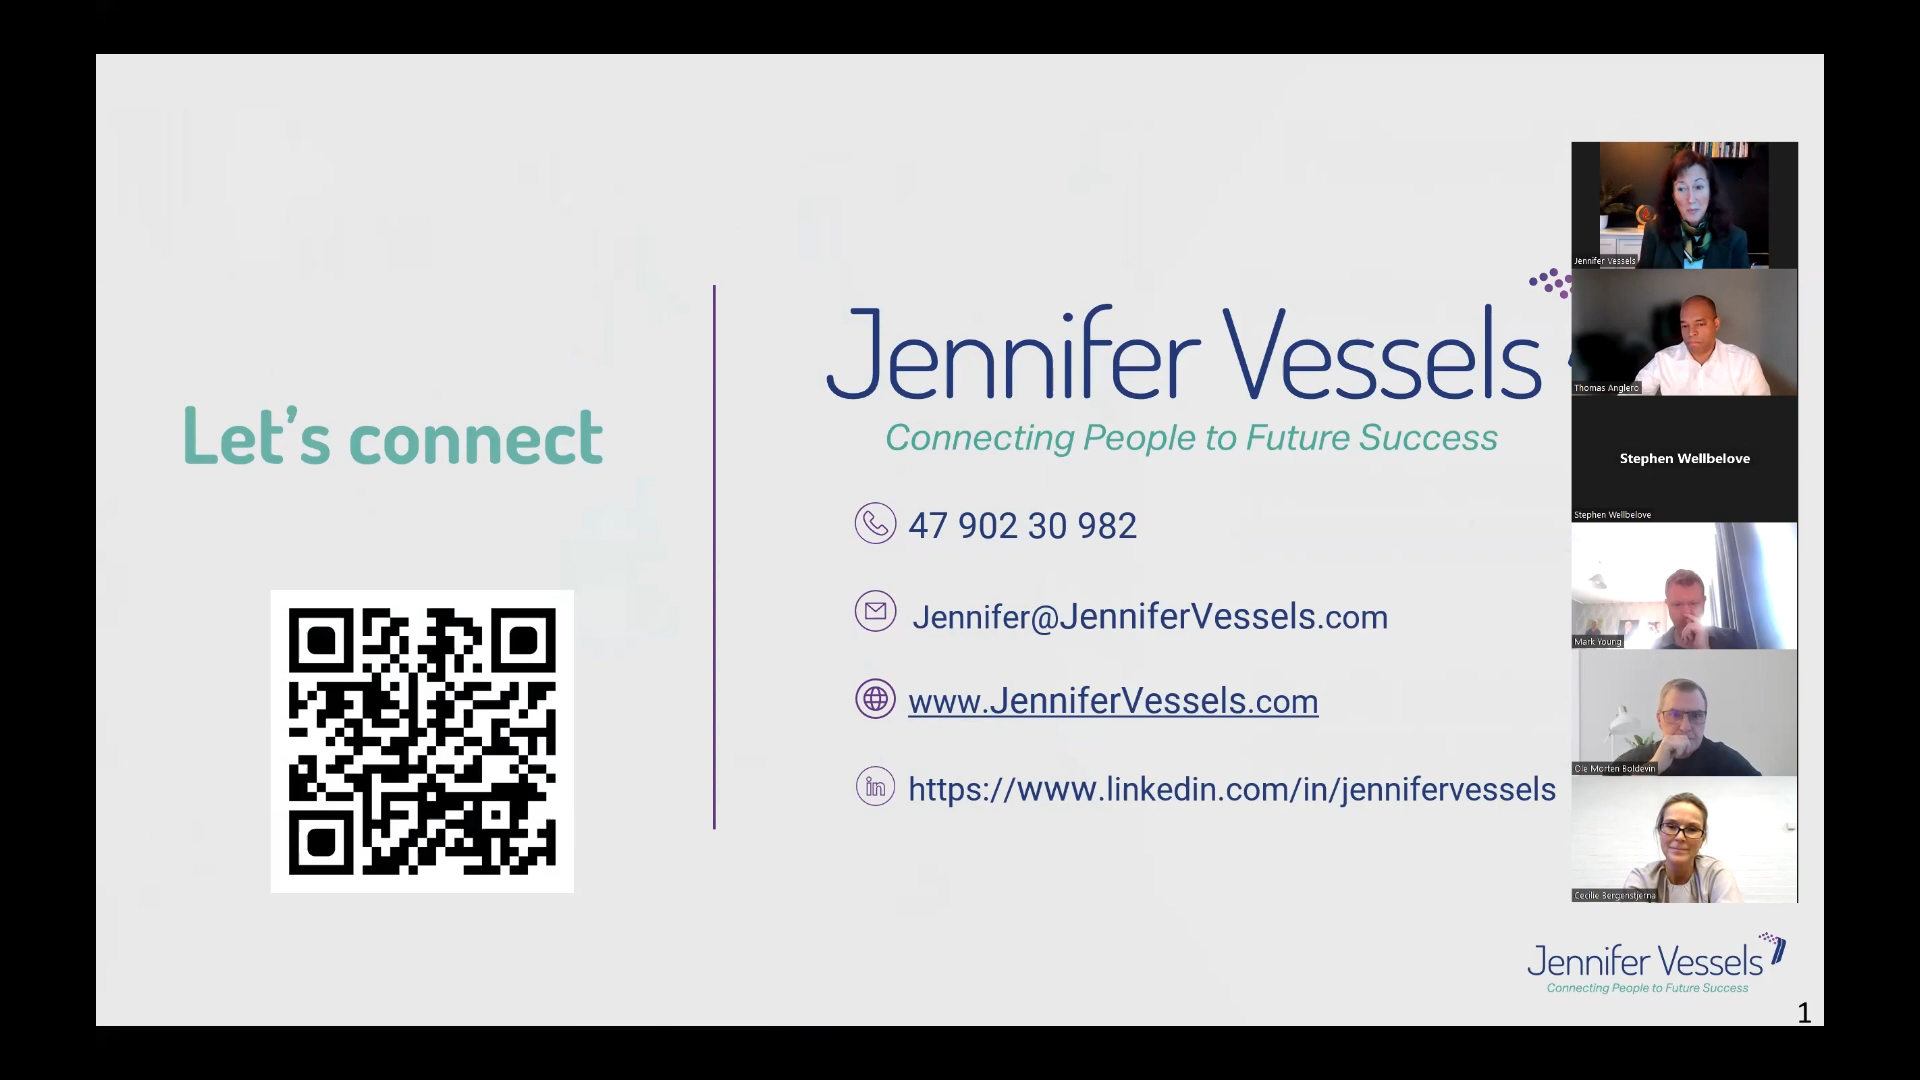 Let's connect
Jennifer Vessels
Connecting People to Future Success
47 902 30 982
Jennifer@JenniferVessels.com
www.JenniferVessels.com
in
https://www.linkedin.com/in/jennifervessels
Jennifer Vessels
Thomas Anglero
Stephen Wellbelove
Stephen Wellbelove
Mark Young
Ole Morten Boldevin
Cecilie Bergenstjerna
Jennifer Vessels
Connecting People to Future Success
1